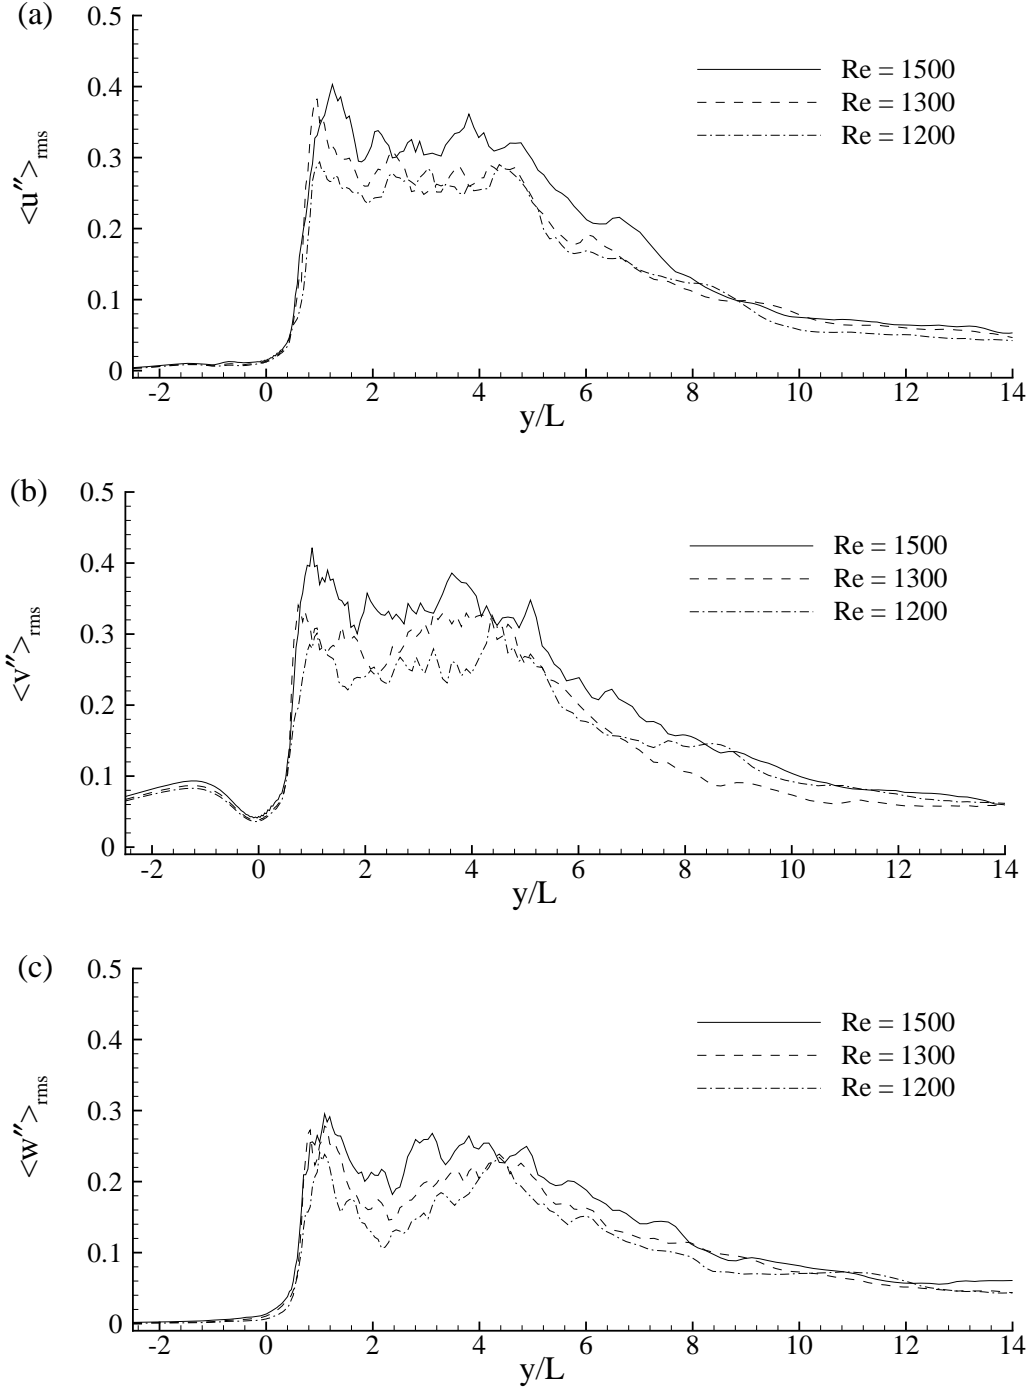 (a)
0.5
0.4
0.3
0.2
0.1
0
<u″>rms
Re = 1500
Re = 1300
Re = 1200
-2 0 2 4 6 8 10 12 14
y/L
(b)
0.5
0.4
0.3
0.2
0.1
0
<v″>rms
Re = 1500
Re = 1300
Re = 1200
-2 0 2 4 6 8 10 12 14
y/L
(c)
0.5
0.4
0.3
0.2
0.1
0
<w″>rms
Re = 1500
Re = 1300
Re = 1200
-2 0 2 4 6 8 10 12 14
y/L